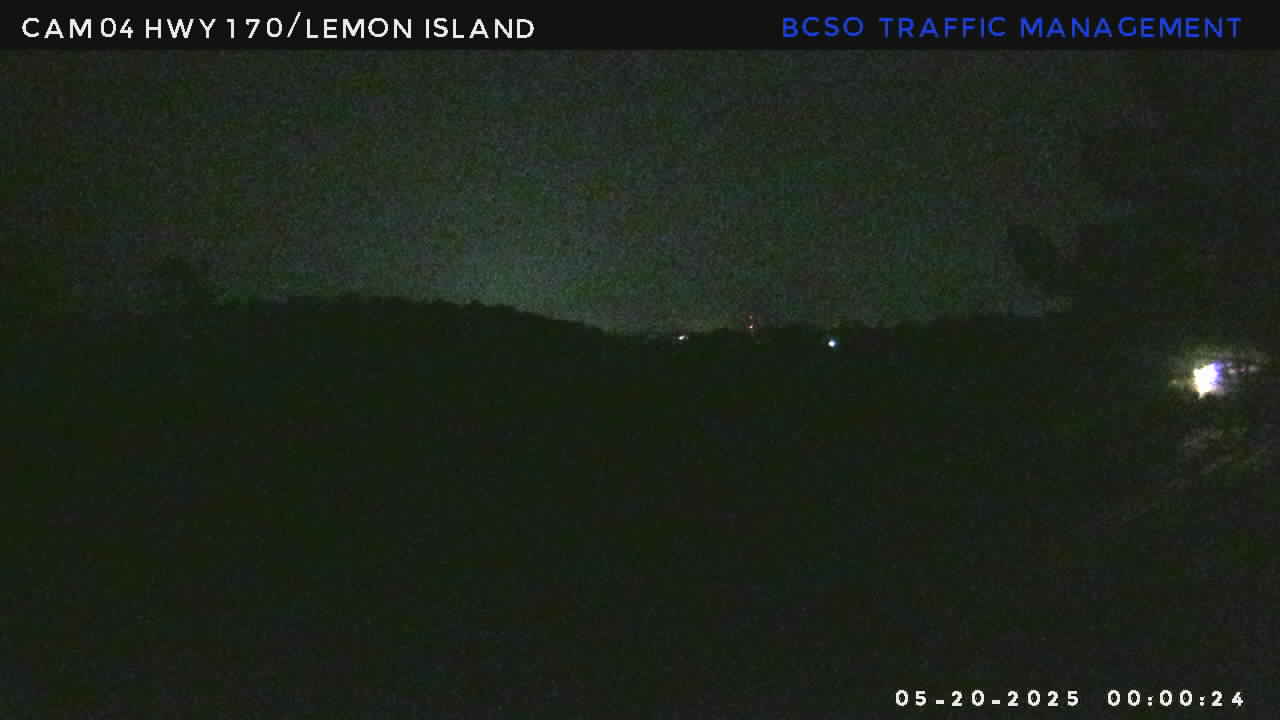 CAM04 HWY 170/LEMON ISLAND
BCSO TRAFFIC MANAGEMENT
05-20-2025 00:00:24